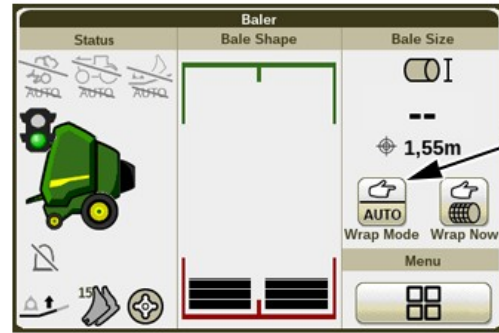 Baler
Status
Bale Shape
Bale Size
AUTO
AUTO
AUTO
--
1,55m
AUTO
Wrap Mode
Wrap Now
Menu
15